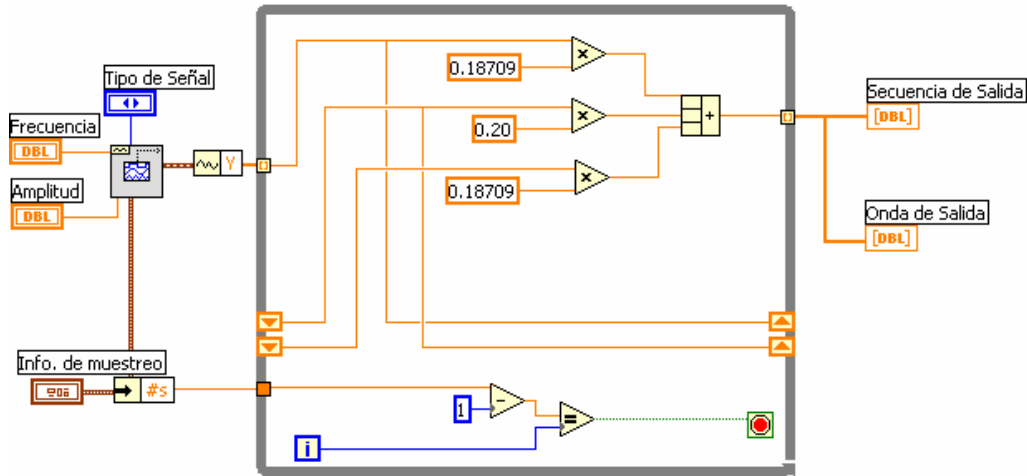 Tipo de Señal
Frecuencia
DBL
Amplitud
DBL
Y
0.18709
0.20
0.18709
×
×
×
+
Secuencia de Salida
[DBL]
Onda de Salida
[DBL]
Info. de muestreo
#s
1
-
=
i